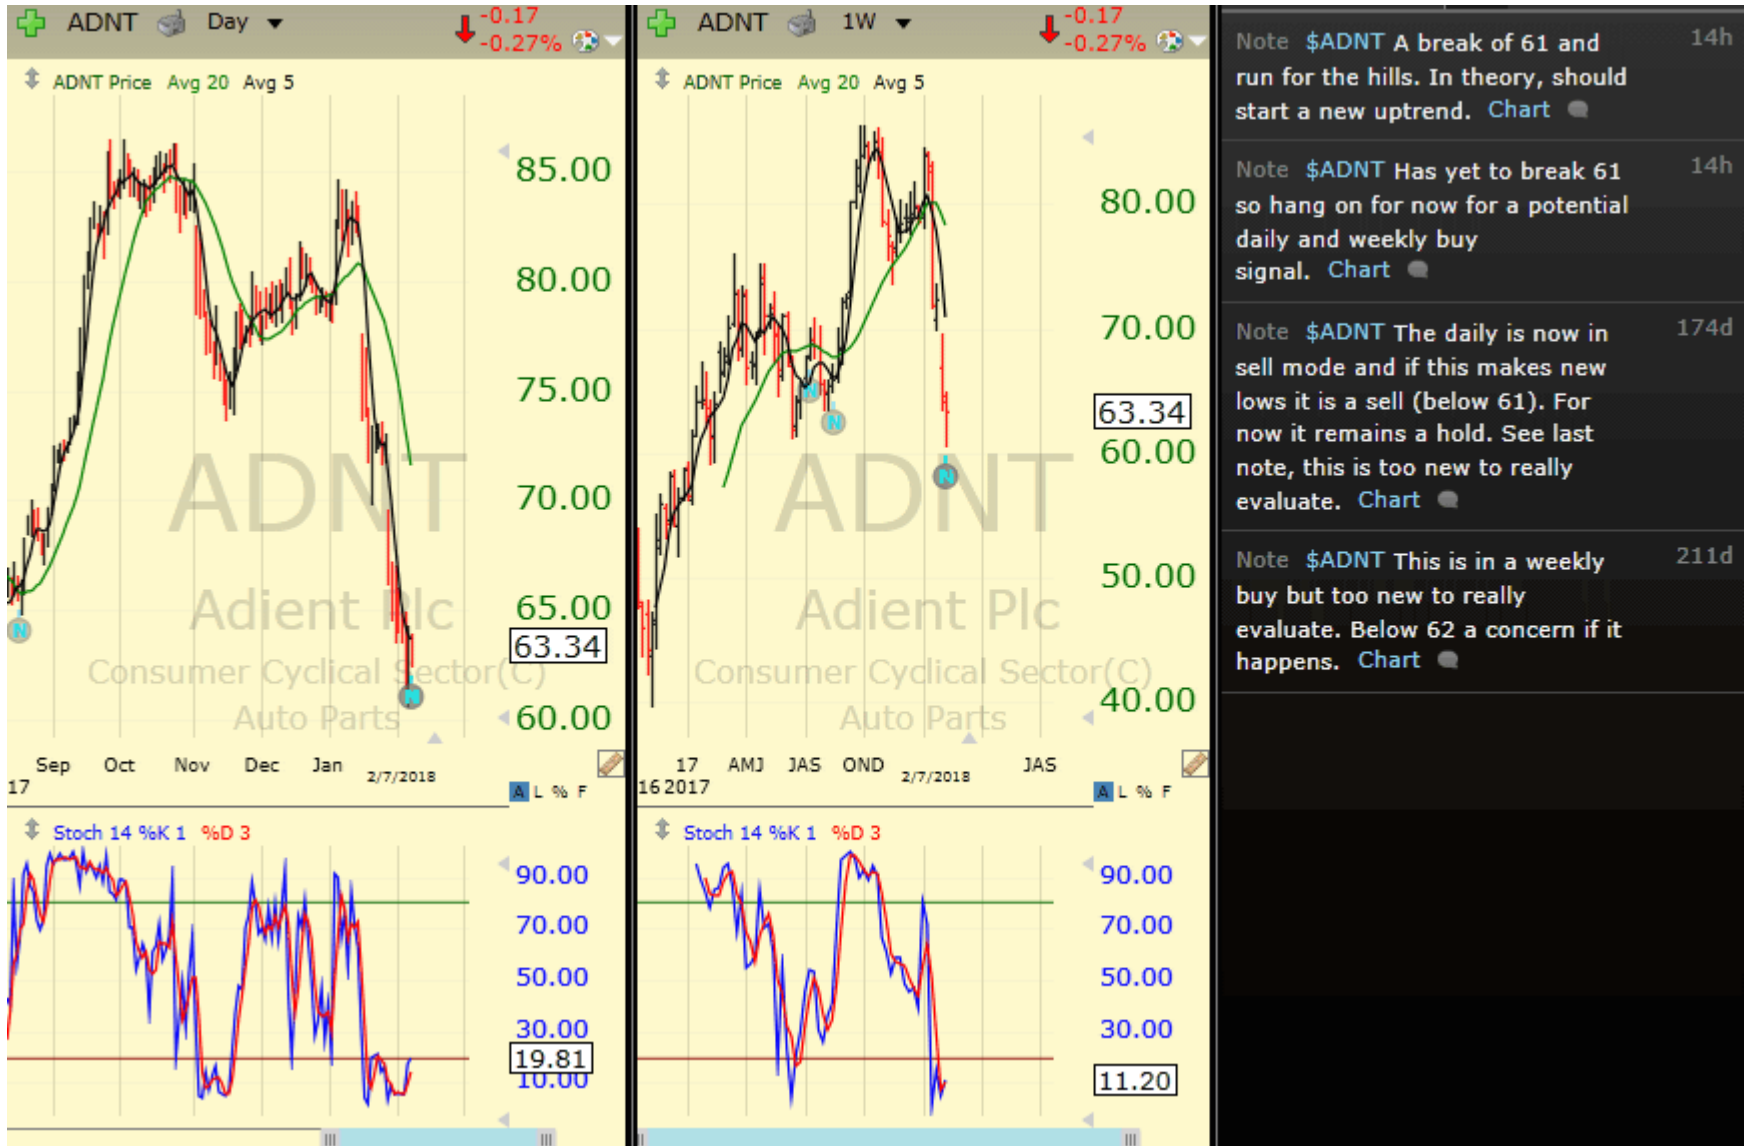 ADNT Day
-0.17
-0.27%
ADNT Price Avg 20 Avg 5
85.00
80.00
75.00
70.00
65.00
63.34
60.00
ADNT
Adient Plc
Consumer Cyclical Sector(C)
Auto Parts
N
N
Sep Oct Nov Dec Jan 2/7/2018
17
A L % F
Stoch 14 %K 1 %D 3
90.00
70.00
50.00
30.00
19.81
10.00
ADNT 1W
-0.17
-0.27%
ADNT Price Avg 20 Avg 5
80.00
70.00
63.34
60.00
50.00
40.00
ADNT
Adient Plc
Consumer Cyclical Sector(C)
Auto Parts
N
N
N
17 AMJ JAS OND 2/7/2018 JAS
16 2017
A L % F
Stoch 14 %K 1 %D 3
90.00
70.00
50.00
30.00
11.20
Note $ADNT A break of 61 and 14h
run for the hills. In theory, should
start a new uptrend. Chart
Note $ADNT Has yet to break 61 14h
so hang on for now for a potential
daily and weekly buy
signal. Chart
Note $ADNT The daily is now in 174d
sell mode and if this makes new
lows it is a sell (below 61). For
now it remains a hold. See last
note, this is too new to really
evaluate. Chart
Note $ADNT This is in a weekly 211d
buy but too new to really
evaluate. Below 62 a concern if it
happens. Chart